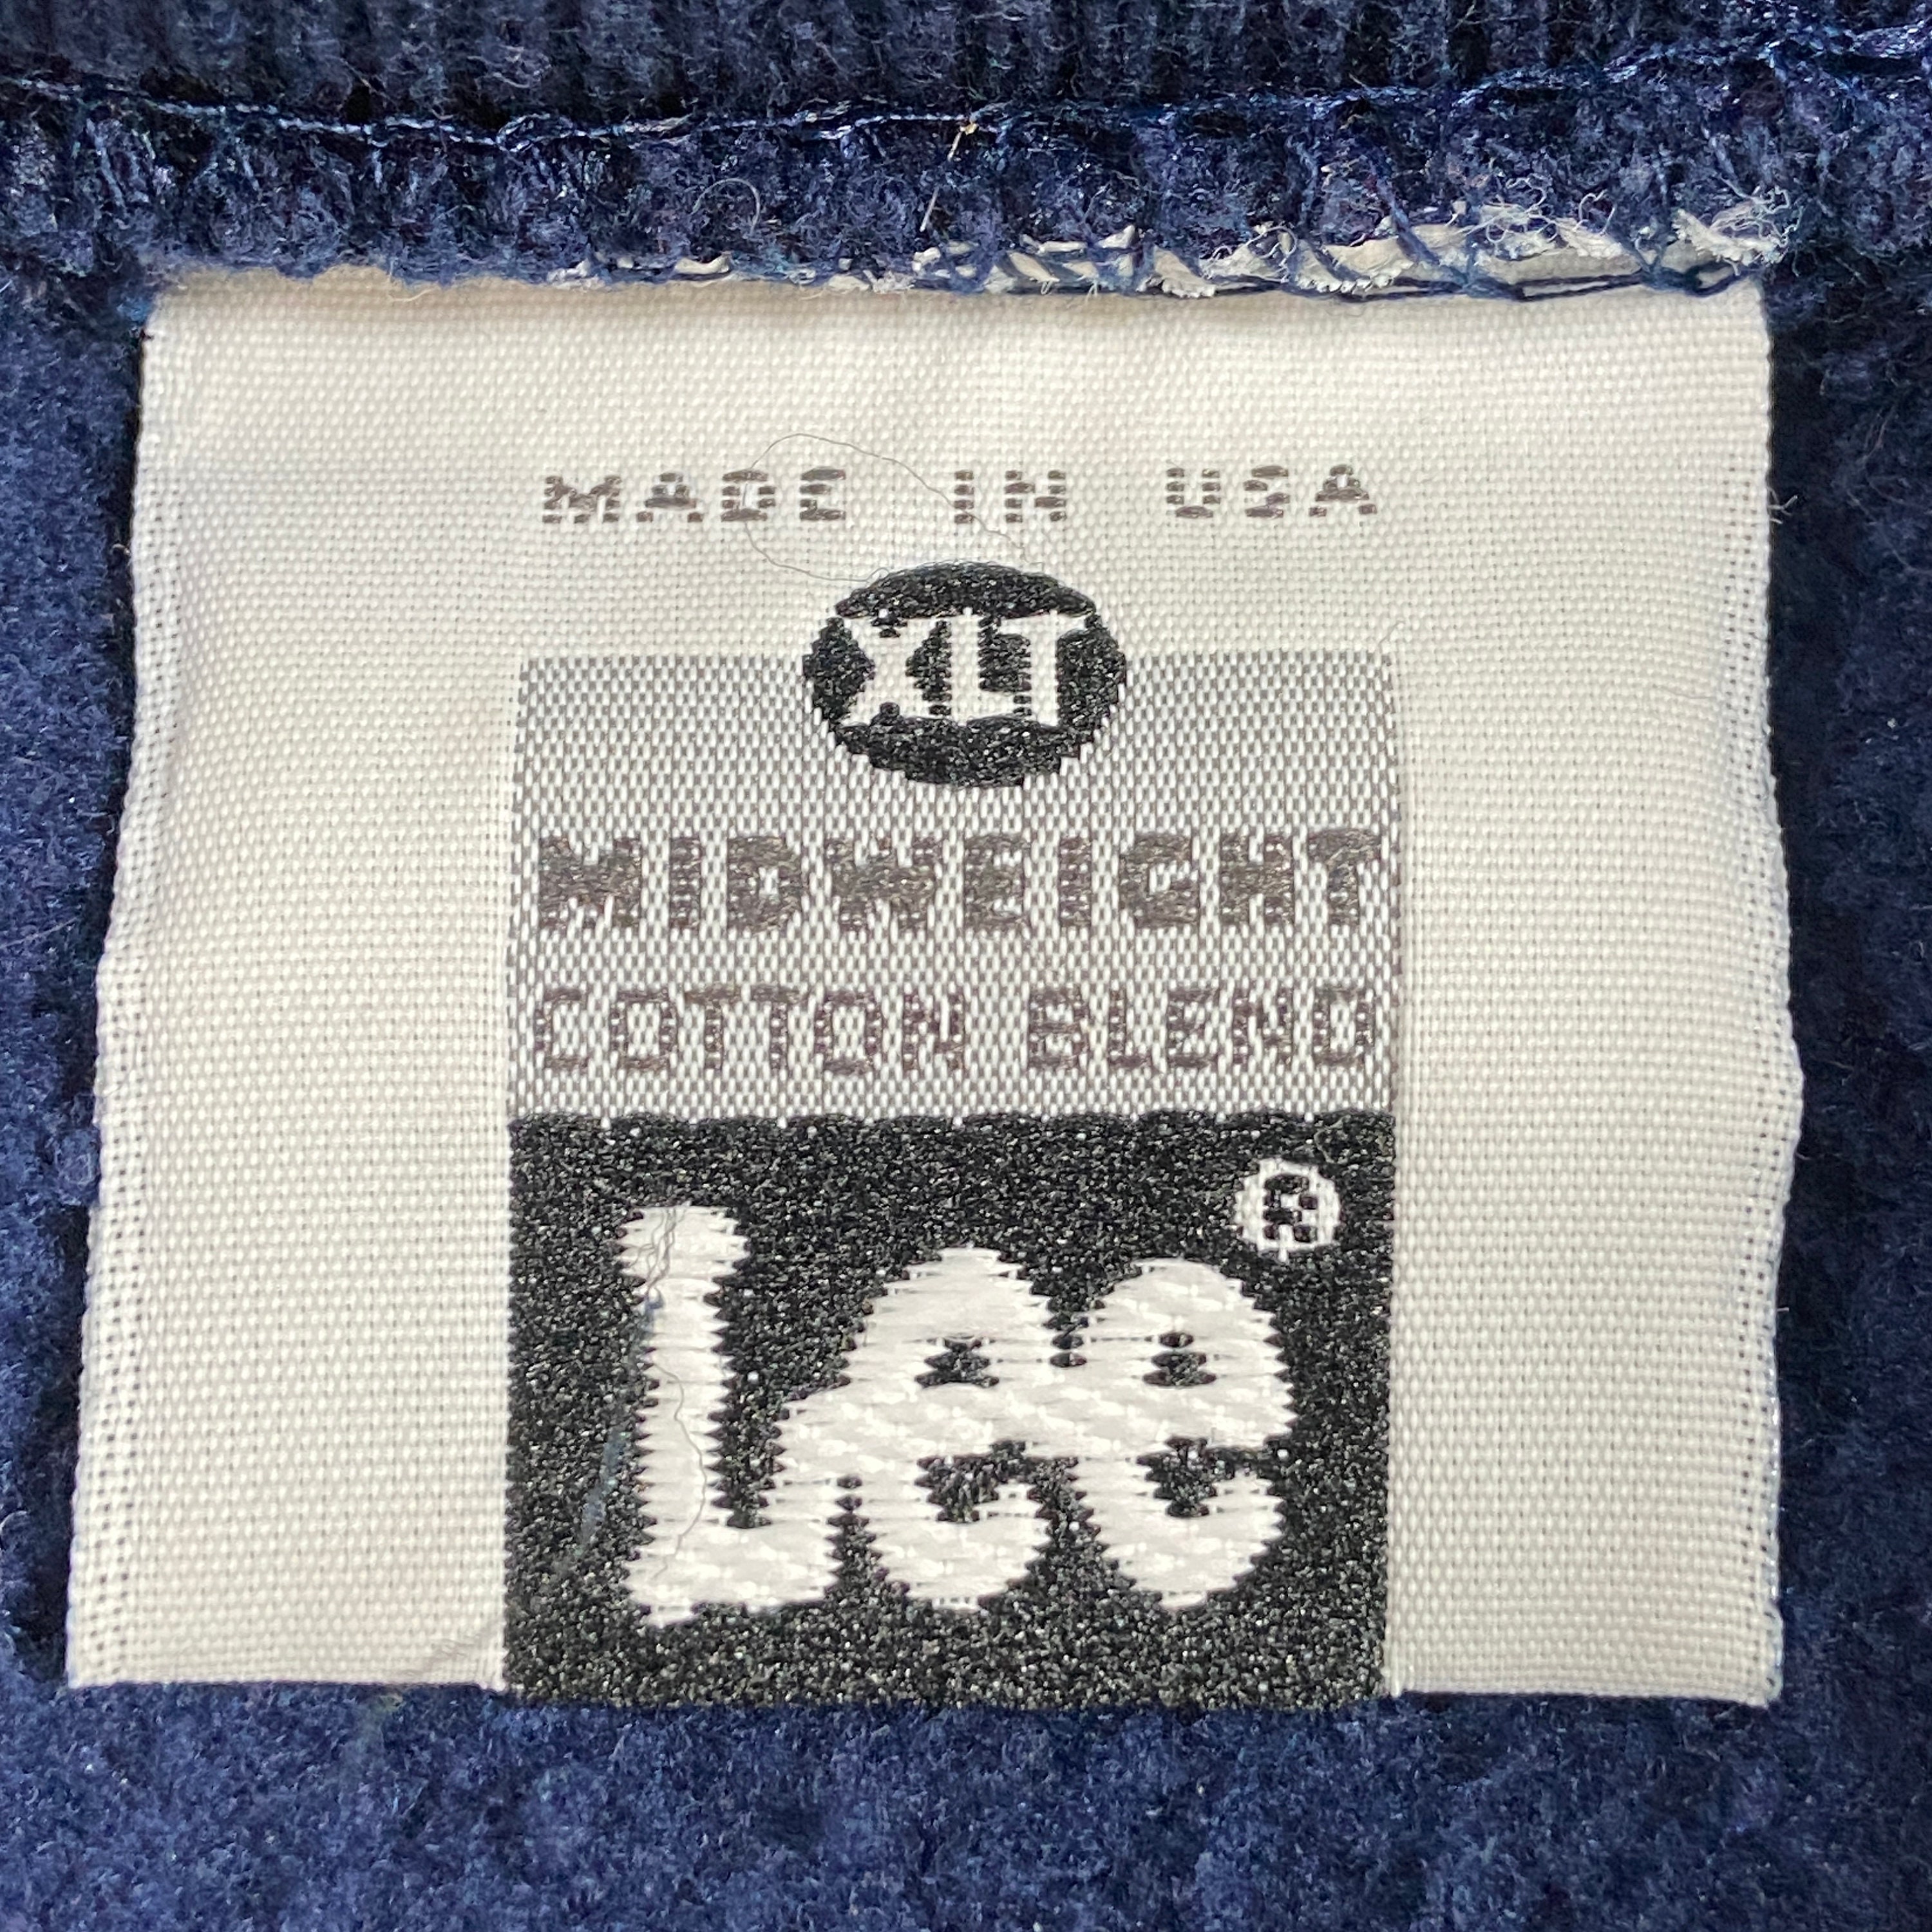 MADE IN USA
XLT
MIDWEIGHT
COTTON BLEND
Lee®